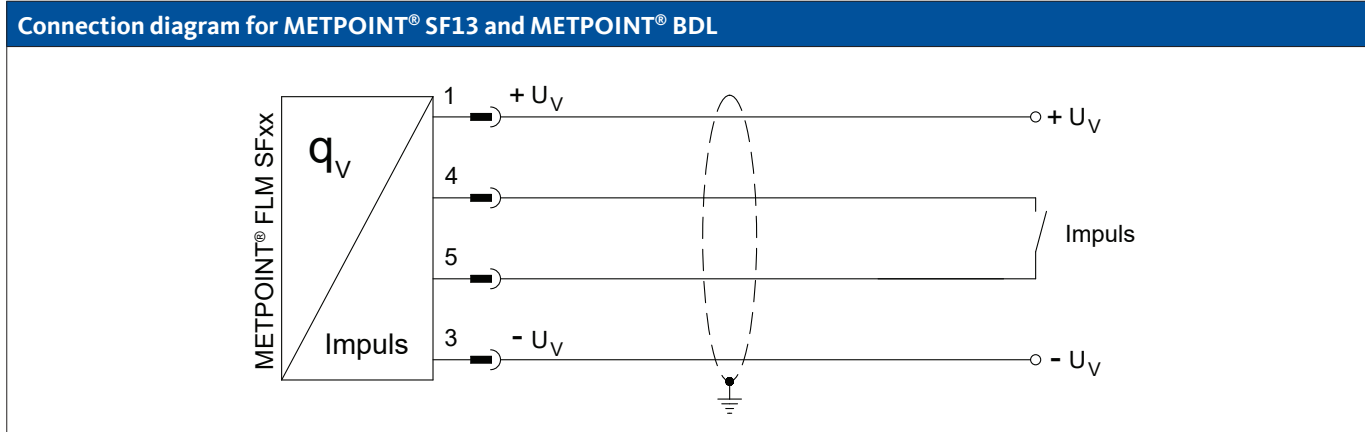 Connection diagram for METPOINT® SF13 and METPOINT® BDL
METPOINT® FLM SFxx
qV
Impuls
1
+ UV
+ UV
4
5
Impuls
3
- UV
- UV